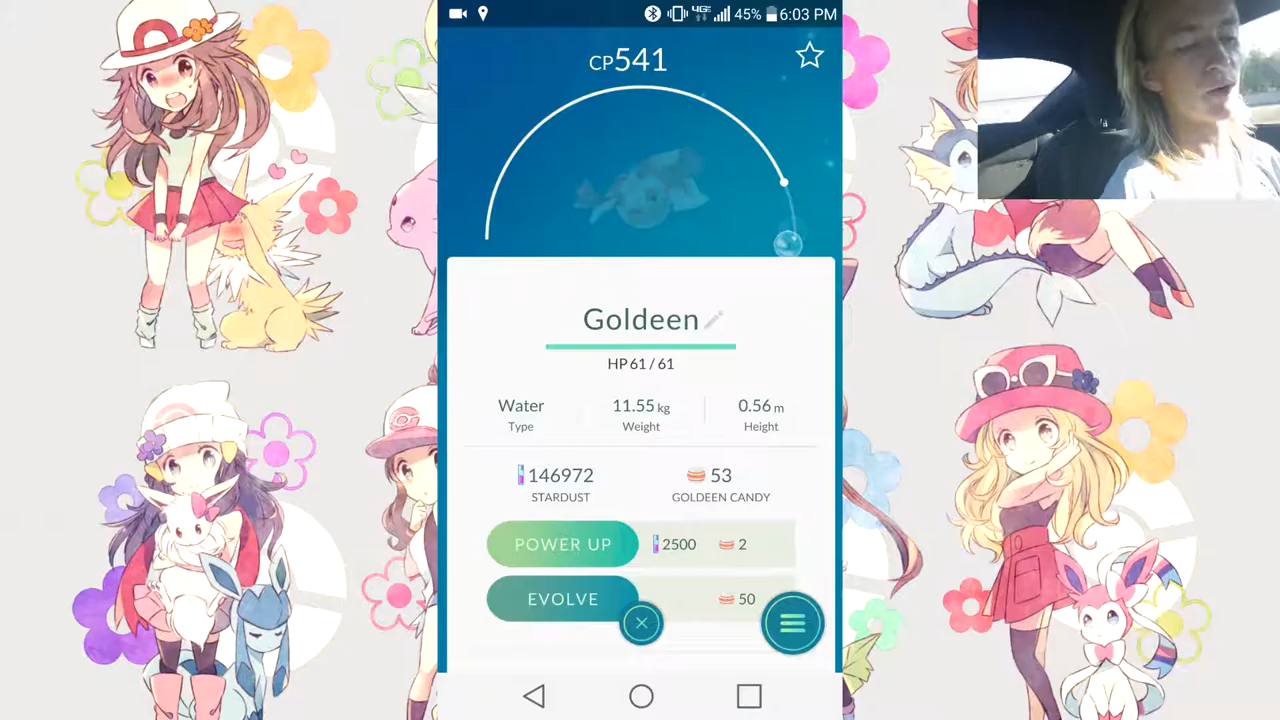 4G 45% 6:03 PM
CP541
Goldeen
HP 61 / 61
Water 11.55 kg 0.56 m
Type Weight Height
146972 53
STARDUST GOLDEEN CANDY
POWER UP 2500 2
EVOLVE 50